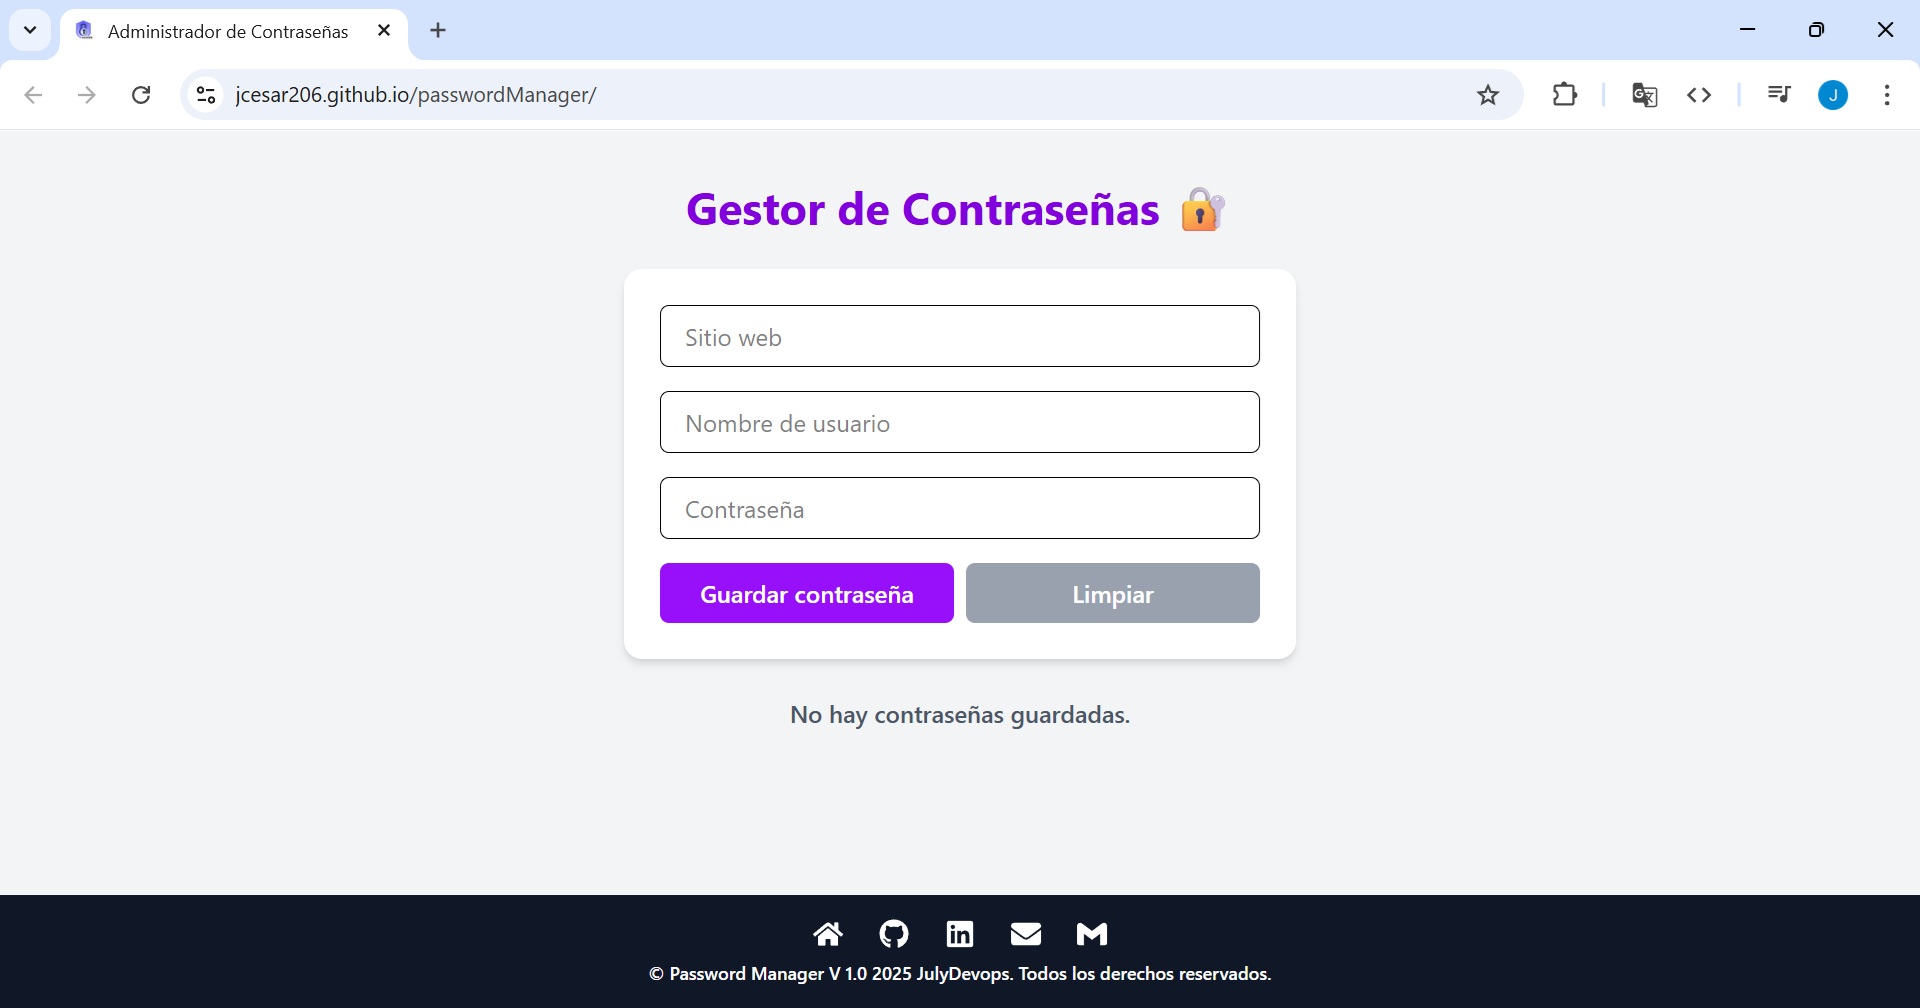 Administrador de Contraseñas
jcesar206.github.io/passwordManager/
J
Gestor de Contraseñas
Sitio web
Nombre de usuario
Contraseña
Guardar contraseña
Limpiar
No hay contraseñas guardadas.
© Password Manager V 1.0 2025 JulyDevops. Todos los derechos reservados.